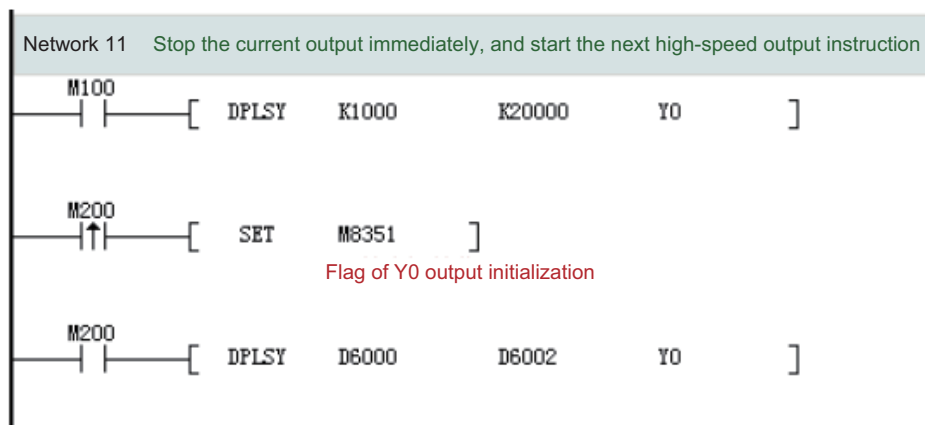 Network 11 Stop the current output immediately, and start the next high-speed output instruction
M100
[ DPLSY K1000 K20000 Y0 ]
M200
[ SET M8351 ]
Flag of Y0 output initialization
M200
[ DPLSY D6000 D6002 Y0 ]